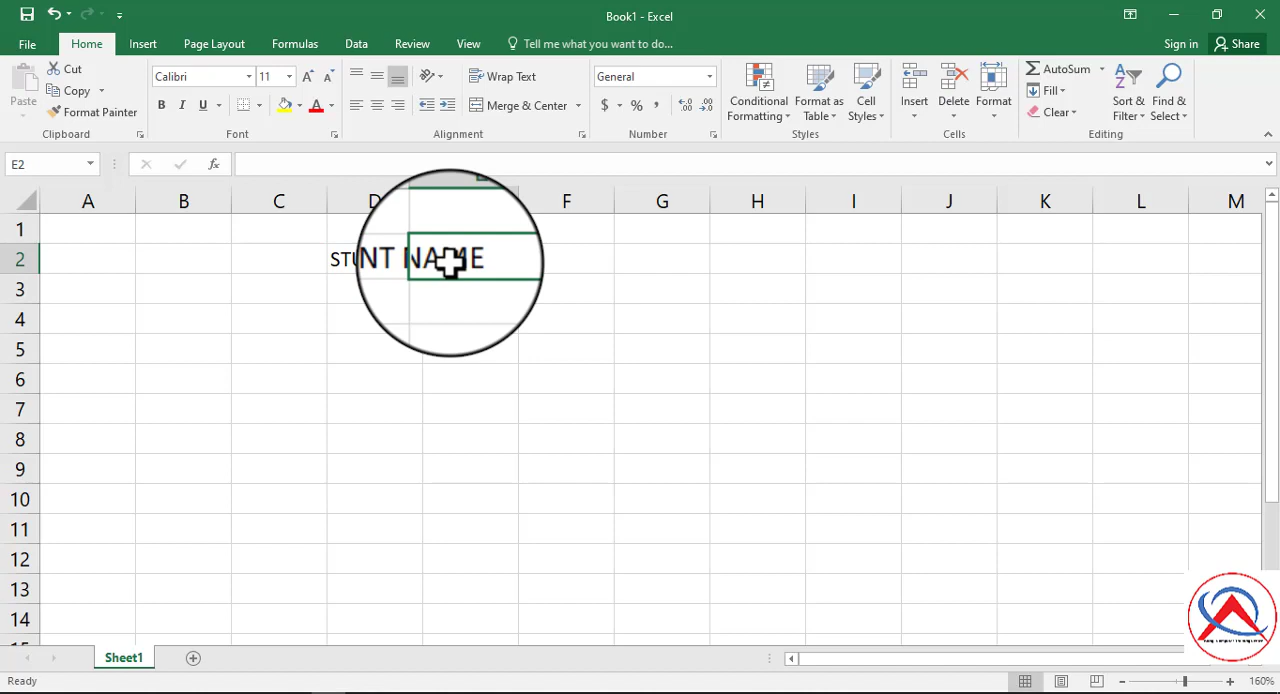 Book1 - Excel
File Home Insert Page Layout Formulas Data Review View Tell me what you want to do... Sign in Share
Cut Calibri 11 Wrap Text General AutoSum
Paste Copy Conditional Formatting Format as Table Cell Styles Insert Delete Format Fill Sort & Filter Find & Select
Format Painter B I U Merge & Center $ % , Clear
Clipboard Font Alignment Number Styles Cells Editing
E2 fx
A B C D F G H I J K L M
1
2 STU NT NAME
3
4
5
6
7
8
9
10
11
12
13
14
15
Sheet1
Ready 160%